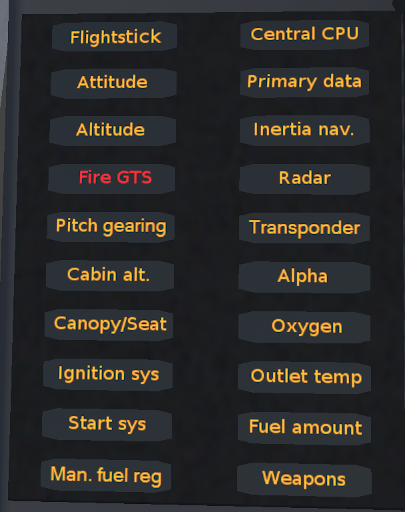 Flightstick
Central CPU
Attitude
Primary data
Altitude
Inertia nav.
Fire GTS
Radar
Pitch gearing
Transponder
Cabin alt.
Alpha
Canopy/Seat
Oxygen
Ignition sys
Outlet temp
Start sys
Fuel amount
Man. fuel reg
Weapons